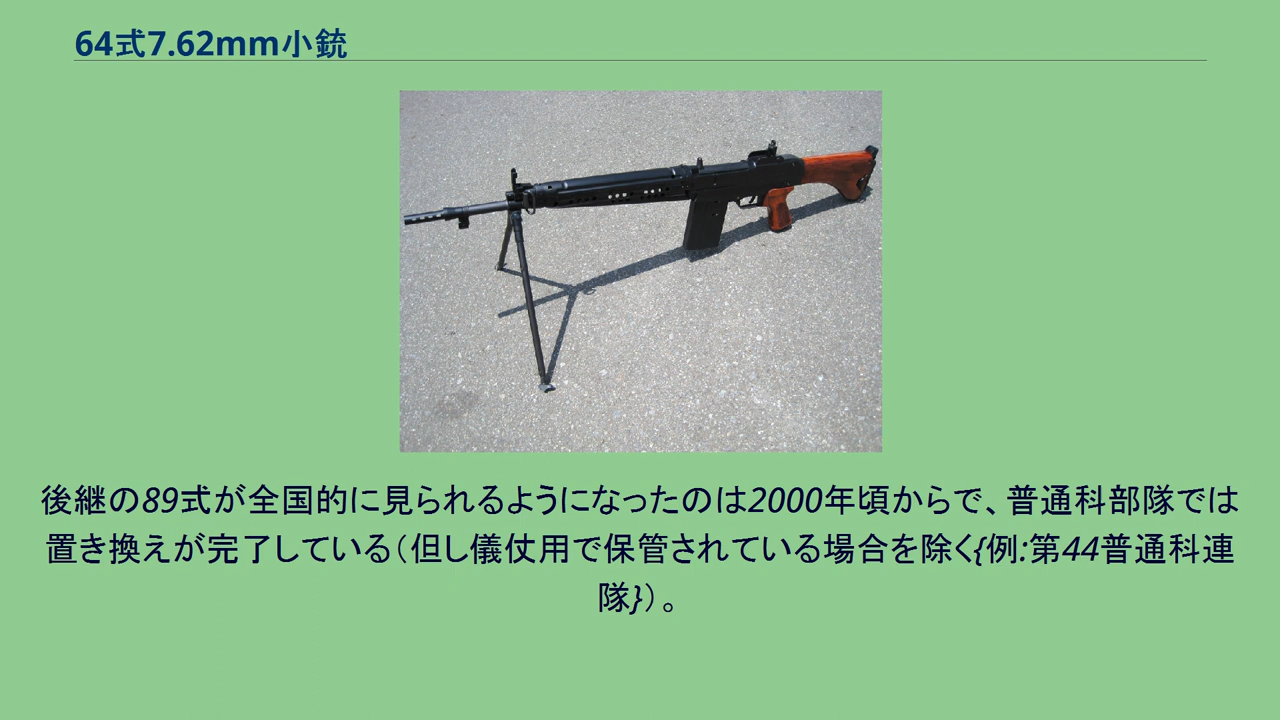 64式7.62mm小銃
後継の89式が全国的に見られるようになったのは2000年頃からで、普通科部隊では
置き換えが完了している（但し儀仗用で保管されている場合を除く{例:第44普通科連
隊}）。